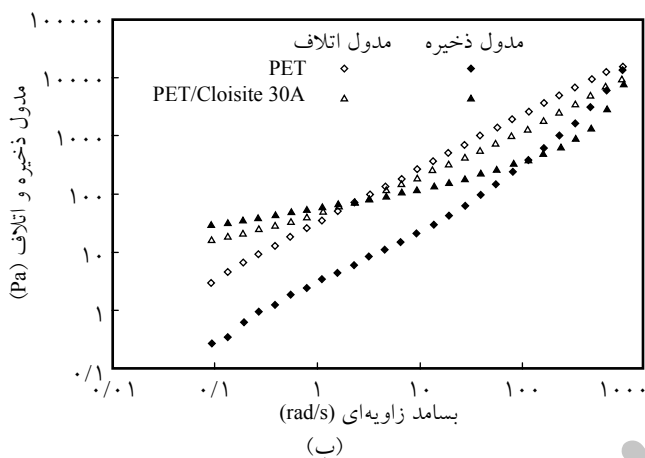 ۱۰۰۰۰۰
۱۰۰۰۰
۱۰۰۰
۱۰۰
۱۰
۱
۰/۱
مدول ذخیره و اتلاف (Pa)
مدول ذخیره مدول اتلاف
PET
PET/Cloisite 30A
۰/۰۱ ۰/۱ ۱ ۱۰ ۱۰۰ ۱۰۰۰
بسامد زاویه‌ای (rad/s)
(ب)